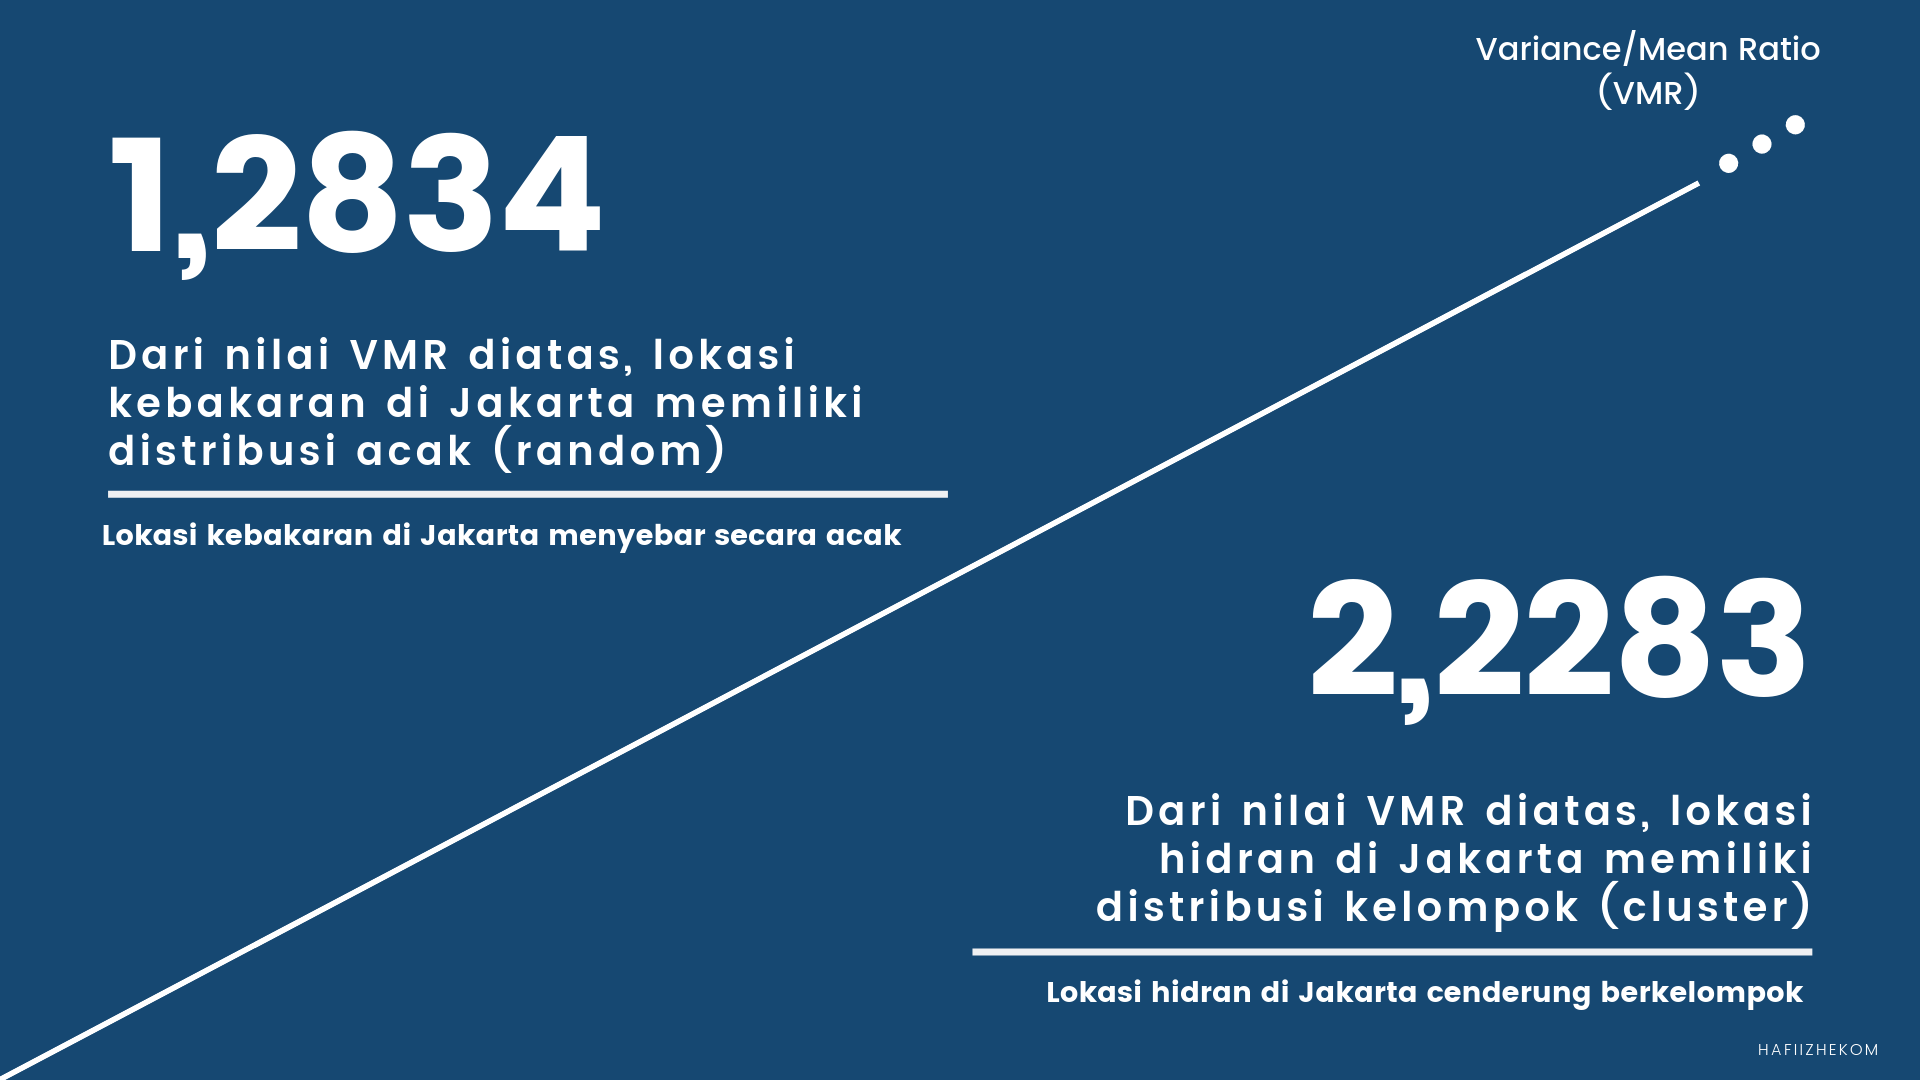 Variance/Mean Ratio
(VMR)
1,2834
Dari nilai VMR diatas, lokasi
kebakaran di Jakarta memiliki
distribusi acak (random)
Lokasi kebakaran di Jakarta menyebar secara acak
2,2283
Dari nilai VMR diatas, lokasi
hidran di Jakarta memiliki
distribusi kelompok (cluster)
Lokasi hidran di Jakarta cenderung berkelompok
HAFIIZHEKOM